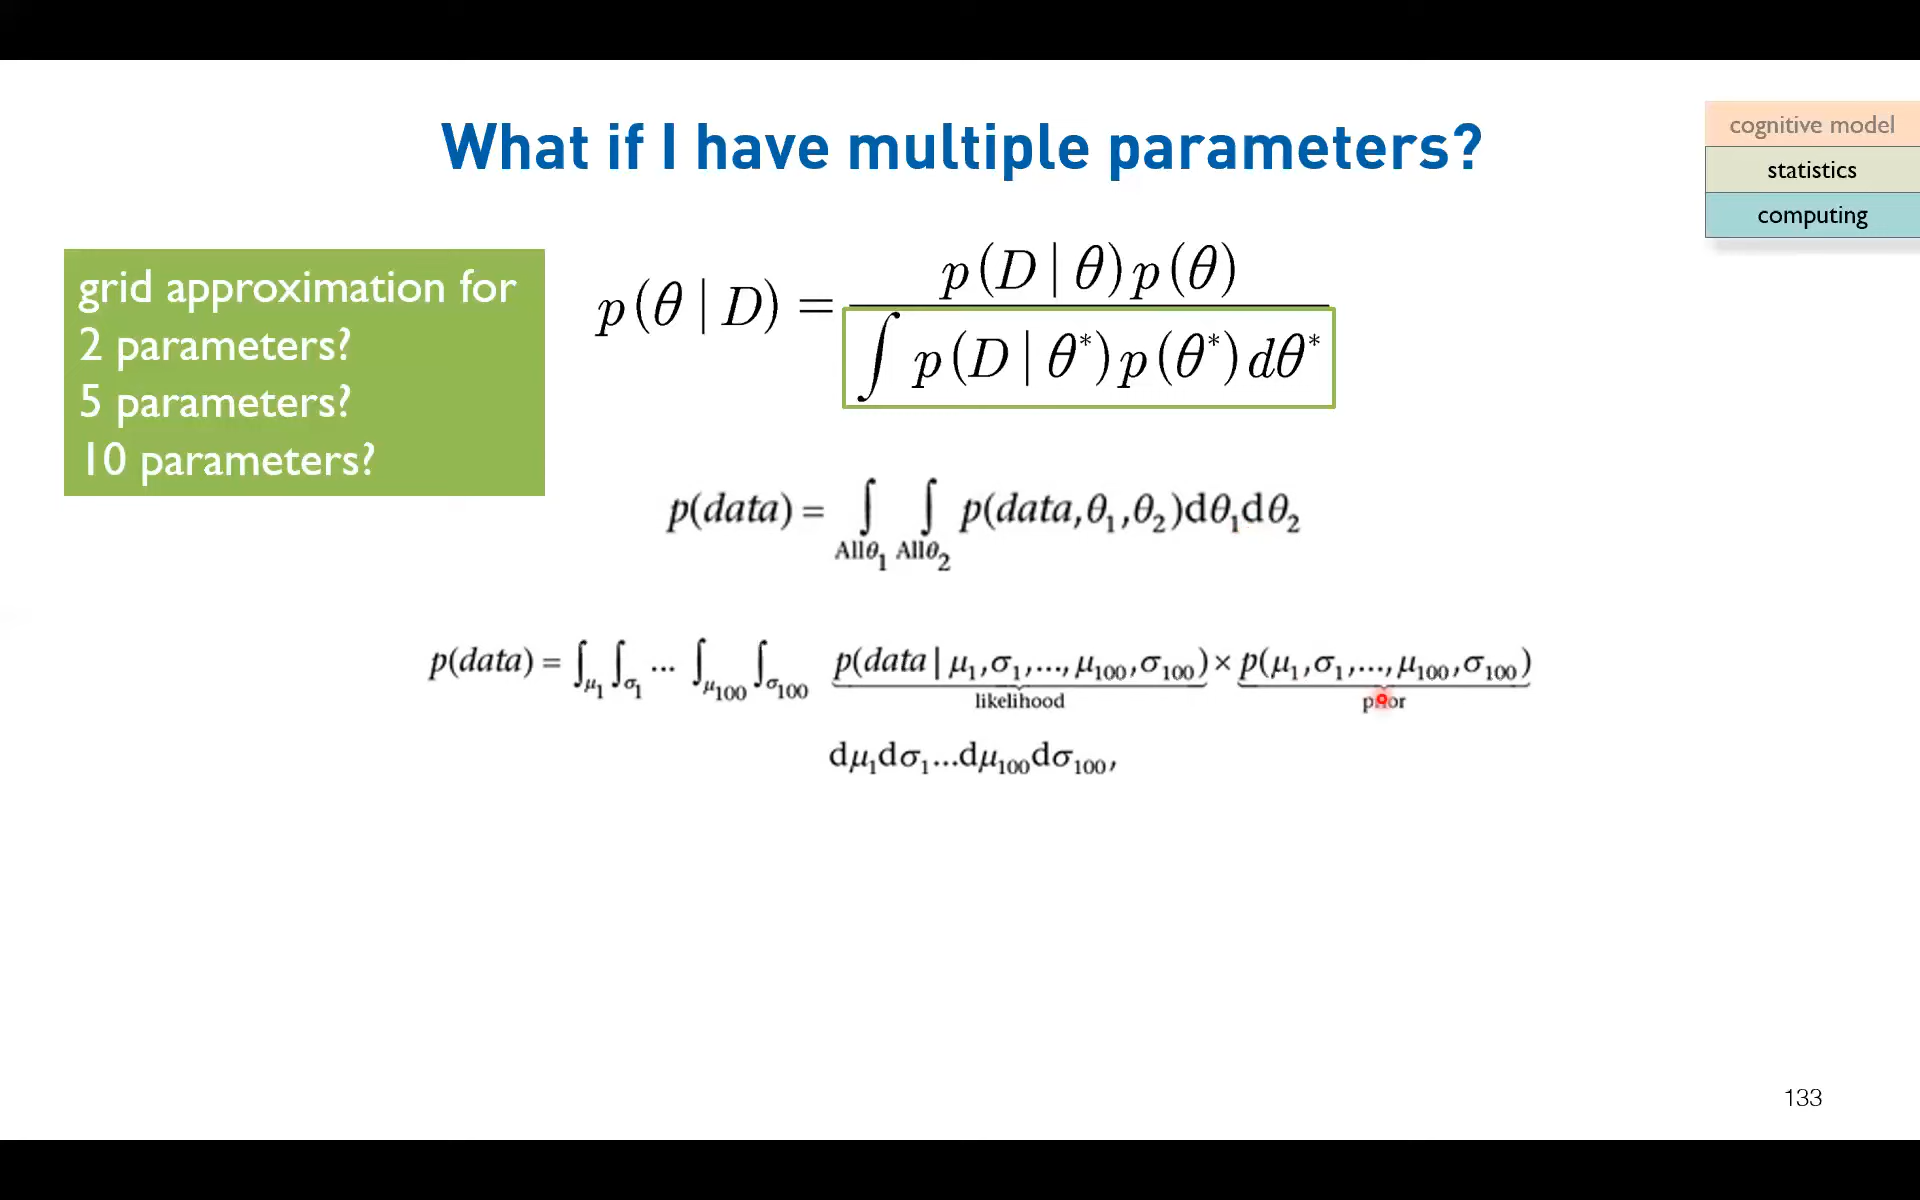 What if I have multiple parameters?
cognitive model
statistics
computing
grid approximation for
2 parameters?
5 parameters?
10 parameters?
p(θ | D) = p(D | θ)p(θ)
∫ p(D | θ*)p(θ*)dθ*
p(data) = ∫ ∫ p(data,θ₁,θ₂)dθ₁dθ₂
Allθ₁ Allθ₂
p(data) = ∫μ₁ ∫σ₁ ... ∫μ₁₀₀ ∫σ₁₀₀ p(data | μ₁,σ₁,...,μ₁₀₀,σ₁₀₀) × p(μ₁,σ₁,...,μ₁₀₀,σ₁₀₀)
likelihood prior
dμ₁dσ₁...dμ₁₀₀dσ₁₀₀,
133